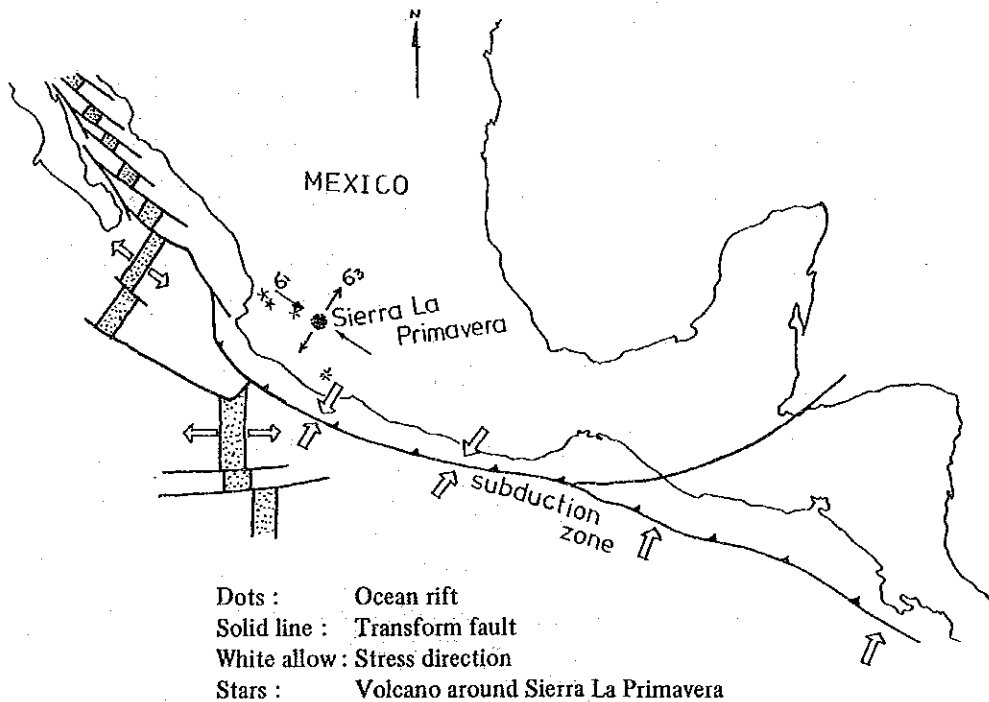 N
MEXICO
σ1
σ3
Sierra La
Primavera
subduction
zone
Dots : Ocean rift
Solid line : Transform fault
White allow : Stress direction
Stars : Volcano around Sierra La Primavera